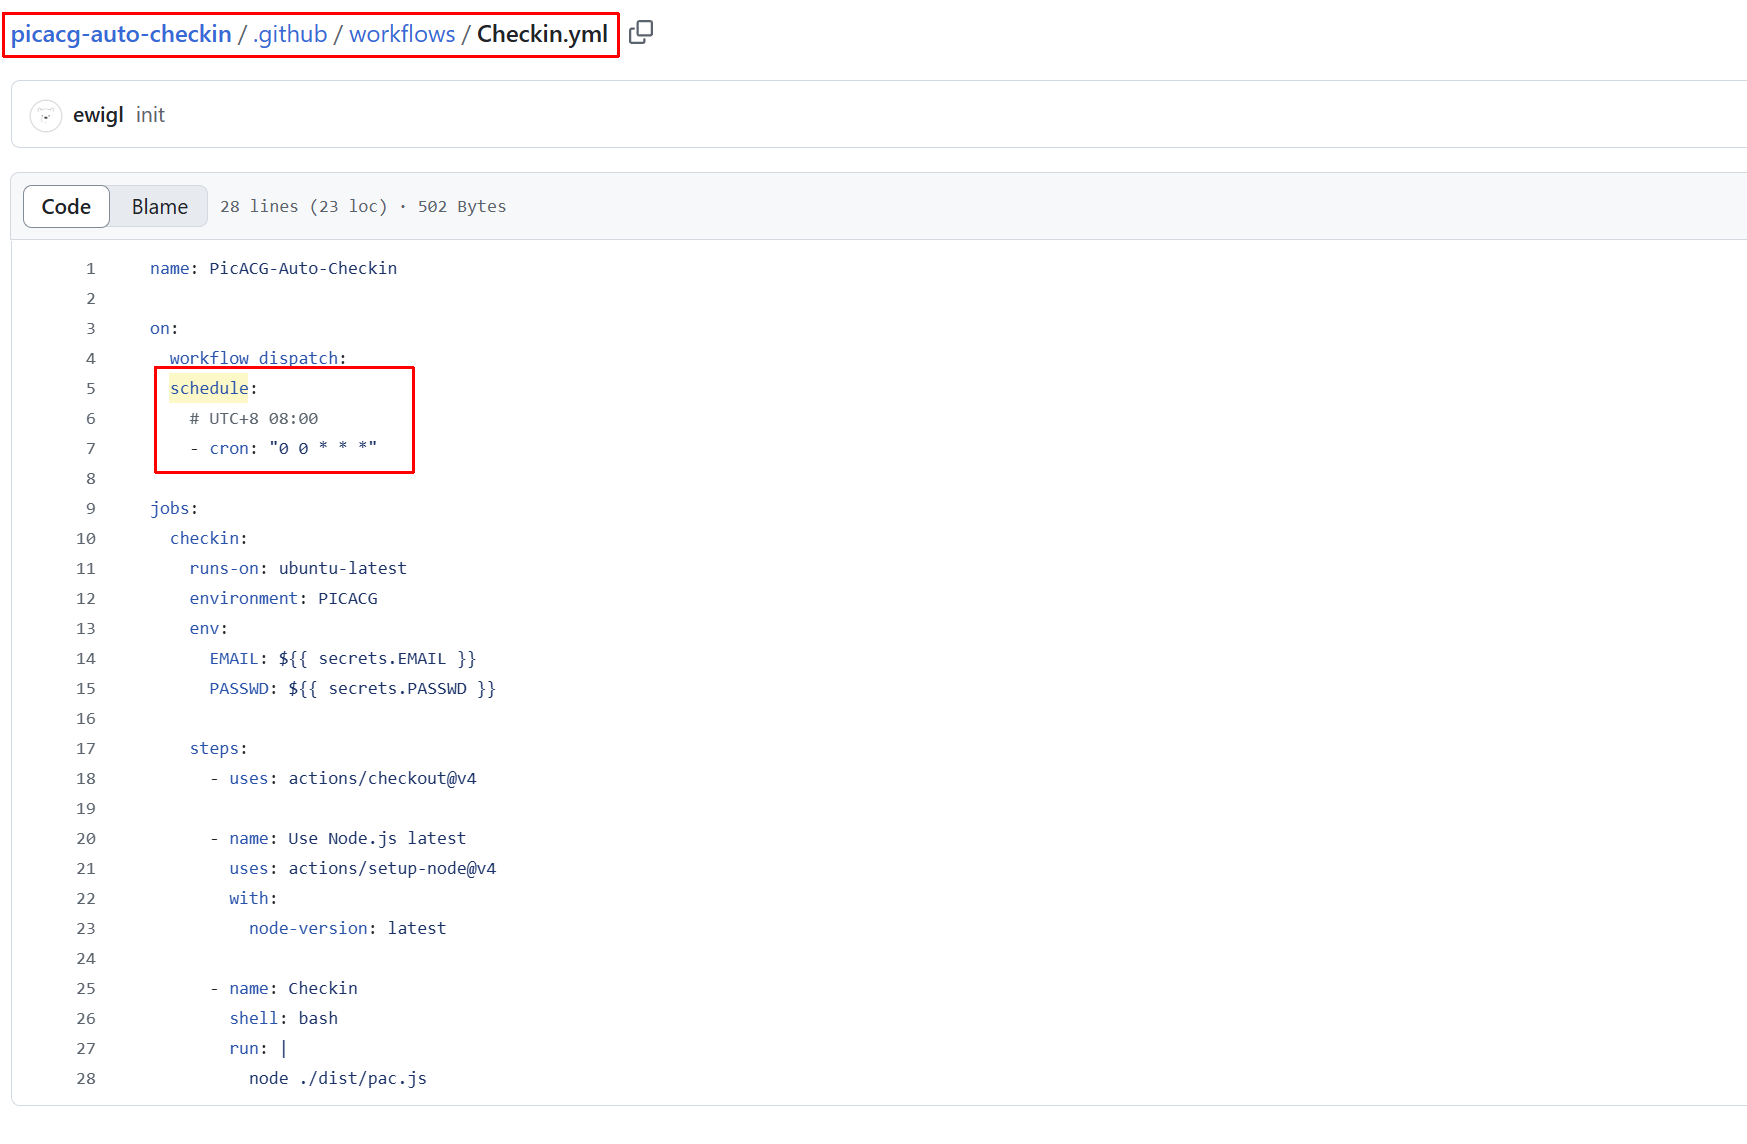 picacg-auto-checkin / .github / workflows / Checkin.yml
ewigl init
Code Blame 28 lines (23 loc) · 502 Bytes
1 name: PicACG-Auto-Checkin
2
3 on:
4   workflow_dispatch:
5   schedule:
6     # UTC+8 08:00
7     - cron: "0 0 * * *"
8
9 jobs:
10   checkin:
11     runs-on: ubuntu-latest
12     environment: PICACG
13     env:
14       EMAIL: ${{ secrets.EMAIL }}
15       PASSWD: ${{ secrets.PASSWD }}
16
17     steps:
18       - uses: actions/checkout@v4
19
20       - name: Use Node.js latest
21         uses: actions/setup-node@v4
22         with:
23           node-version: latest
24
25       - name: Checkin
26         shell: bash
27         run: |
28           node ./dist/pac.js